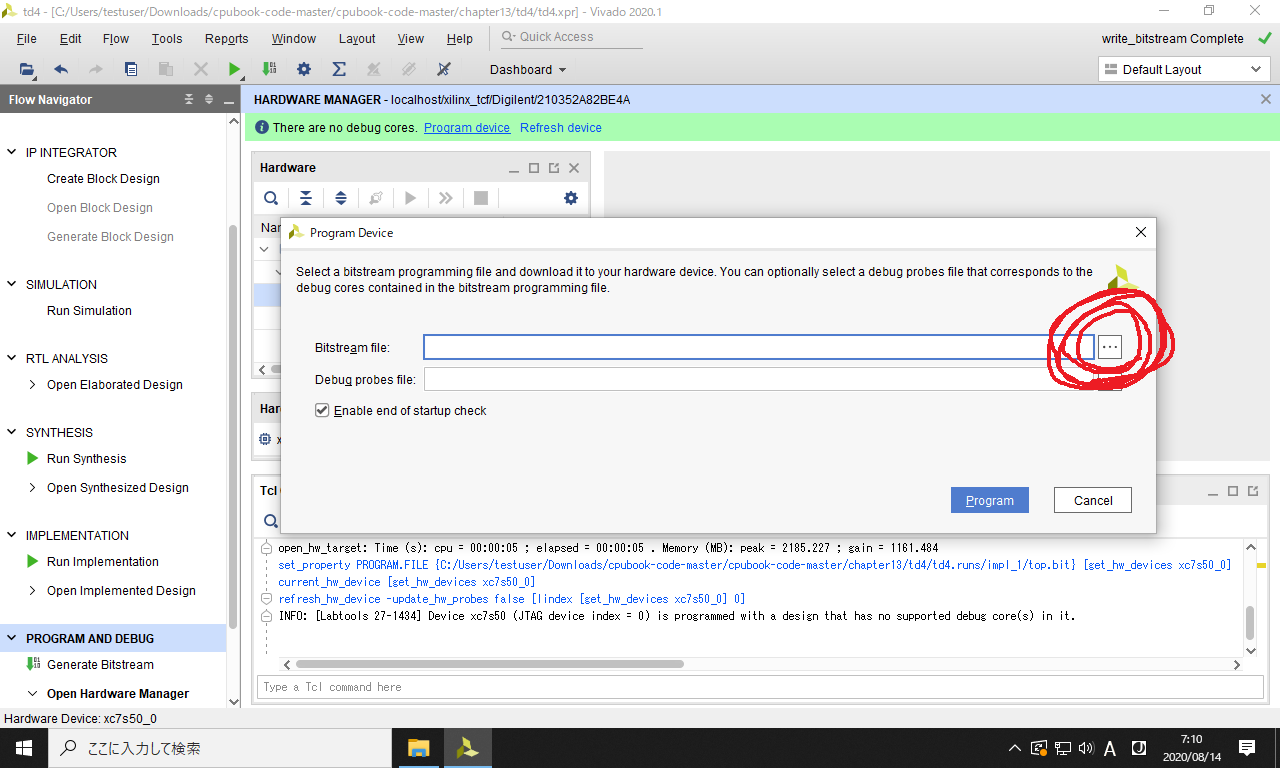 td4 - [C:/Users/testuser/Downloads/cpubook-code-master/cpubook-code-master/chapter13/td4/td4.xpr] - Vivado 2020.1
File Edit Flow Tools Reports Window Layout View Help Quick Access write_bitstream Complete
Dashboard Default Layout
Flow Navigator
HARDWARE MANAGER - localhost/xilinx_tcf/Digilent/210352A82BE4A
There are no debug cores. Program device Refresh device
IP INTEGRATOR
Create Block Design
Open Block Design
Generate Block Design
SIMULATION
Run Simulation
RTL ANALYSIS
Open Elaborated Design
SYNTHESIS
Run Synthesis
Open Synthesized Design
IMPLEMENTATION
Run Implementation
Open Implemented Design
PROGRAM AND DEBUG
Generate Bitstream
Open Hardware Manager
Hardware
Program Device
Select a bitstream programming file and download it to your hardware device. You can optionally select a debug probes file that corresponds to the
debug cores contained in the bitstream programming file.
Bitstream file: ...
Debug probes file:
Enable end of startup check
Program Cancel
open_hw_target: Time (s): cpu = 00:00:05 ; elapsed = 00:00:05 . Memory (MB): peak = 2185.227 ; gain = 1161.484
set_property PROGRAM.FILE {C:/Users/testuser/Downloads/cpubook-code-master/cpubook-code-master/chapter13/td4/td4.runs/impl_1/top.bit} [get_hw_devices xc7s50_0]
current_hw_device [get_hw_devices xc7s50_0]
refresh_hw_device -update_hw_probes false [lindex [get_hw_devices xc7s50_0] 0]
INFO: [Labtools 27-1434] Device xc7s50 (JTAG device index = 0) is programmed with a design that has no supported debug core(s) in it.
Type a Tcl command here
Hardware Device: xc7s50_0
ここに入力して検索
A
7:10
2020/08/14